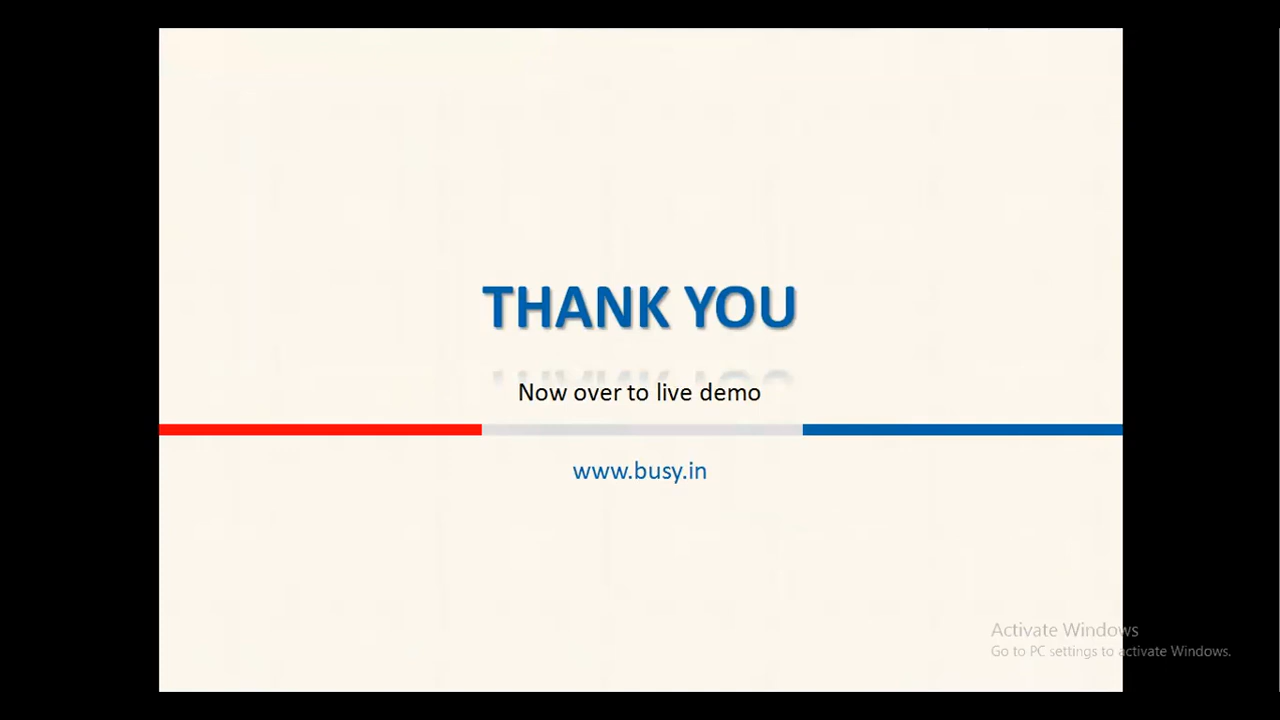 THANK YOU
Now over to live demo
www.busy.in
Activate Windows
Go to PC settings to activate Windows.